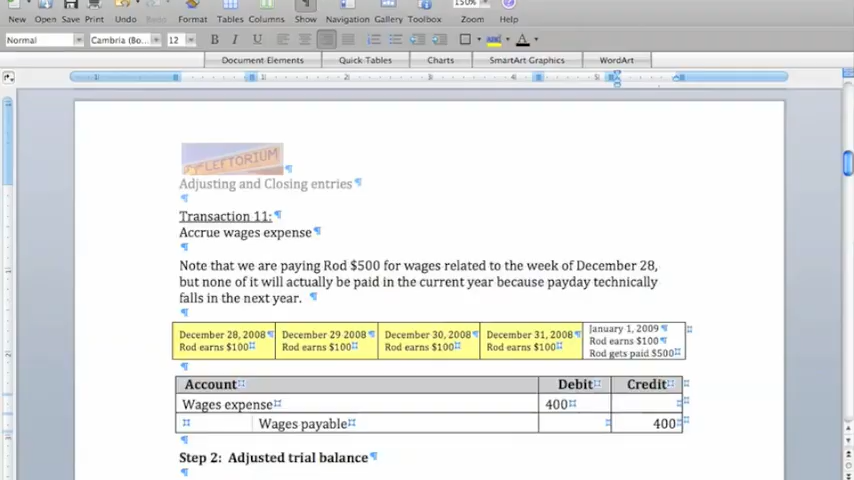 150%
New Open Save Print Undo Redo Format Tables Columns Show Navigation Gallery Toolbox Zoom Help
Normal Cambria (Bo... 12 B I U
Document Elements Quick Tables Charts SmartArt Graphics WordArt
LEFTORIUM
Adjusting and Closing entries
Transaction 11:
Accrue wages expense
Note that we are paying Rod $500 for wages related to the week of December 28,
but none of it will actually be paid in the current year because payday technically
falls in the next year.
December 28, 2008 December 29 2008 December 30, 2008 December 31, 2008 January 1, 2009
Rod earns $100 Rod earns $100 Rod earns $100 Rod earns $100 Rod earns $100
Rod gets paid $500
Account Debit Credit
Wages expense 400
Wages payable 400
Step 2: Adjusted trial balance